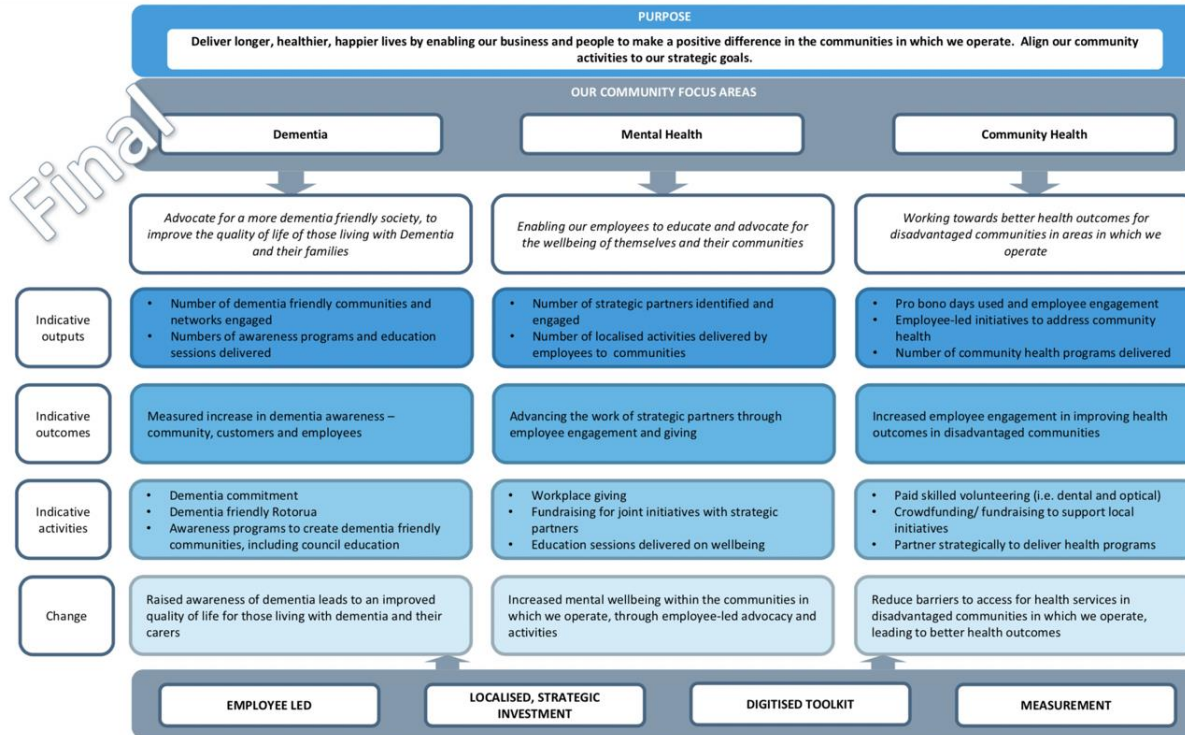 PURPOSE
Deliver longer, healthier, happier lives by enabling our business and people to make a positive difference in the communities in which we operate.  Align our community
activities to our strategic goals.
Final
OUR COMMUNITY FOCUS AREAS
Dementia
Mental Health
Community Health
Advocate for a more dementia friendly society, to
improve the quality of life of those living with Dementia
and their families
Enabling our employees to educate and advocate for
the wellbeing of themselves and their communities
Working towards better health outcomes for
disadvantaged communities in areas in which we
operate
Indicative
outputs
• Number of dementia friendly communities and
networks engaged
• Numbers of awareness programs and education
sessions delivered
• Number of strategic partners identified and
engaged
• Number of localised activities delivered by
employees to  communities
• Pro bono days used and employee engagement
• Employee-led initiatives to address community
health
• Number of community health programs delivered
Indicative
outcomes
Measured increase in dementia awareness –
community, customers and employees
Advancing the work of strategic partners through
employee engagement and giving
Increased employee engagement in improving health
outcomes in disadvantaged communities
Indicative
activities
• Dementia commitment
• Dementia friendly Rotorua
• Awareness programs to create dementia friendly
communities, including council education
• Workplace giving
• Fundraising for joint initiatives with strategic
partners
• Education sessions delivered on wellbeing
• Paid skilled volunteering (i.e. dental and optical)
• Crowdfunding/ fundraising to support local
initiatives
• Partner strategically to deliver health programs
Change
Raised awareness of dementia leads to an improved
quality of life for those living with dementia and their
carers
Increased mental wellbeing within the communities in
which we operate, through employee-led advocacy and
activities
Reduce barriers to access for health services in
disadvantaged communities in which we operate,
leading to better health outcomes
EMPLOYEE LED
LOCALISED, STRATEGIC
INVESTMENT
DIGITISED TOOLKIT
MEASUREMENT